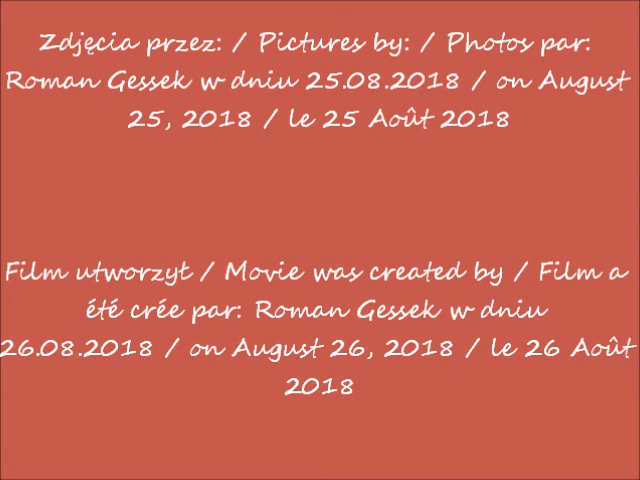 Zdjęcia przez: / Pictures by: / Photos par:
Roman Gessek w dniu 25.08.2018 / on August
25, 2018 / le 25 Août 2018
Film utworzył / Movie was created by / Film a
été crée par: Roman Gessek w dniu
26.08.2018 / on August 26, 2018 / le 26 Août
2018